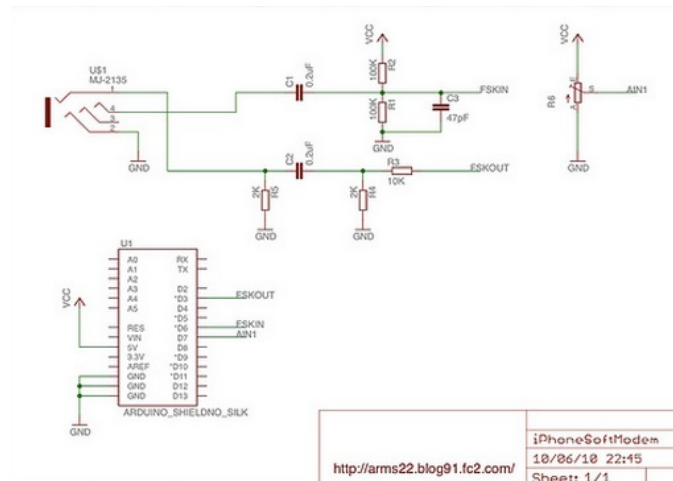 U$1
MJ-2135
1
4
3
2
GND
C1
0.2uF
VCC
100K
R2
100K
R1
GND
C3
47pF
FSKIN
VCC
R6
E
S
A
AIN1
GND
C2
0.2uF
2K
R5
GND
2K
R4
GND
R3
10K
FSKOUT
U1
A0
A1
A2
A3
A4
A5
RES
VIN
5V
3.3V
AREF
GND
GND
GND
RX
TX
D2
*D3
D4
*D5
*D6
D7
D8
*D9
*D10
*D11
D12
D13
FSKOUT
FSKIN
AIN1
VCC
GND
ARDUINO_SHIELDNO_SILK
http://arms22.blog91.fc2.com/
iPhoneSoftModem
10/06/10 22:45
Sheet: 1/1